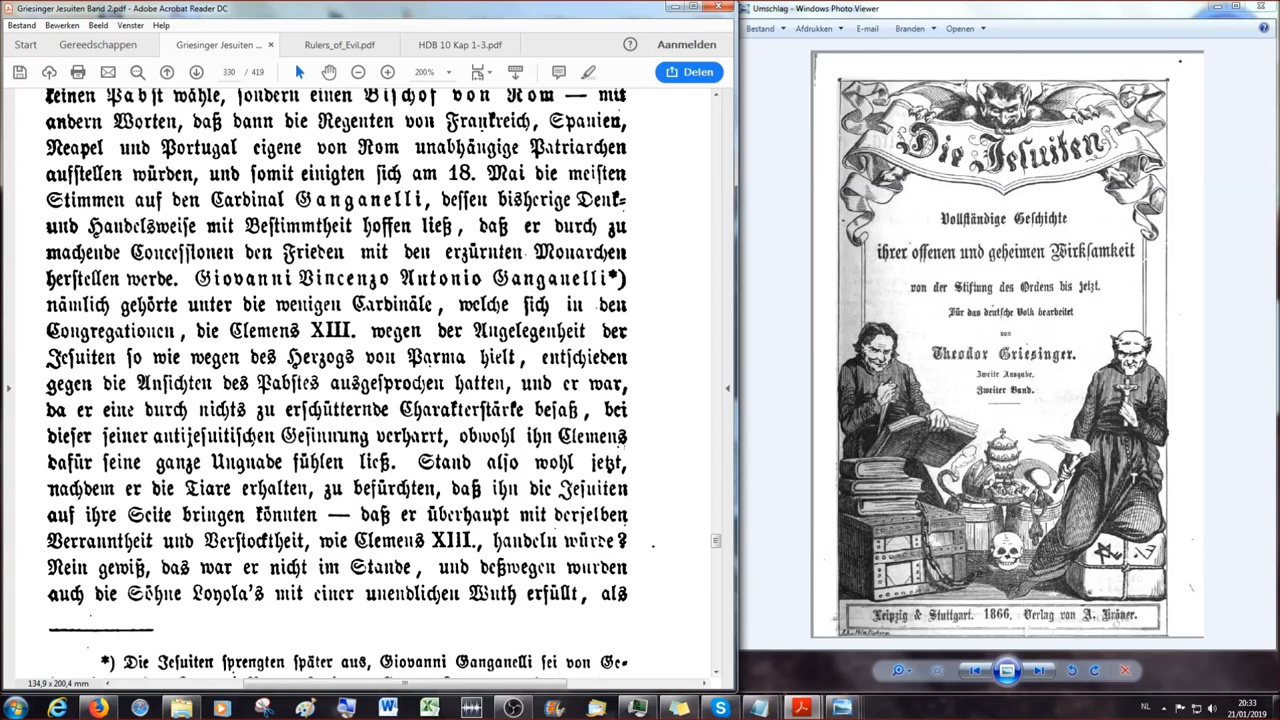 Griesinger Jesuiten Band 2.pdf - Adobe Acrobat Reader DC
Bestand Bewerken Beeld Venster Help
Start Gereedschappen Griesinger Jesuiten ... × Rulers_of_Evil.pdf HDB 10 Kap 1-3.pdf Aanmelden
330 / 419 200% Delen
keinen Pabst wähle, sondern einen Bischof von Rom — mit
andern Worten, daß dann die Regenten von Frankreich, Spanien,
Neapel und Portugal eigene von Rom unabhängige Patriarchen
aufstellen würden, und somit einigten sich am 18. Mai die meisten
Stimmen auf den Cardinal Ganganelli, dessen bisherige Denk-
und Handelsweise mit Bestimmtheit hoffen ließ, daß er durch zu
machende Concessionen den Frieden mit den erzürnten Monarchen
herstellen werde. Giovanni Vincenzo Antonio Ganganelli*)
nämlich gehörte unter die wenigen Cardinäle, welche sich in den
Congregationen, die Clemens XIII. wegen der Angelegenheit der
Jesuiten so wie wegen des Herzogs von Parma hielt, entschieden
gegen die Ansichten des Pabstes ausgesprochen hatten, und er war,
da er eine durch nichts zu erschütternde Charakterstärke besaß, bei
dieser seiner antijesuitischen Gesinnung verharrt, obwohl ihn Clemens
dafür seine ganze Ungnade fühlen ließ. Stand also wohl jetzt,
nachdem er die Tiare erhalten, zu befürchten, daß ihn die Jesuiten
auf ihre Seite bringen könnten — daß er überhaupt mit derselben
Verranntheit und Verstocktheit, wie Clemens XIII., handeln würde?
Nein gewiß, das war er nicht im Stande, und deßwegen wurden
auch die Söhne Loyola's mit einer unendlichen Wuth erfüllt, als
*) Die Jesuiten sprengten später aus, Giovanni Ganganelli sei von Ge-
134,9 x 200,4 mm
Umschlag - Windows Photo Viewer
Bestand Afdrukken E-mail Branden Openen
Die Jesuiten
Vollständige Geschichte
ihrer offenen und geheimen Wirksamkeit
von der Stiftung des Ordens bis jetzt.
Für das deutsche Volk bearbeitet
von
Theodor Griesinger.
Zweite Ausgabe.
Zweiter Band.
Leipzig & Stuttgart. 1866. Verlag von A. Kröner.
NL 20:33
21/01/2019